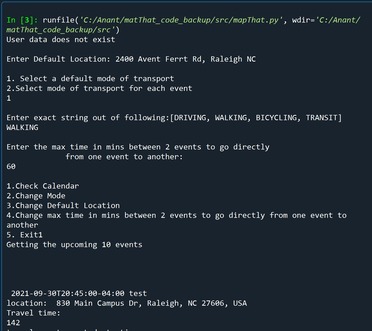 In [3]: runfile('C:/Anant/matThat_code_backup/src/mapThat.py', wdir='C:/Anant/
matThat_code_backup/src')
User data does not exist
Enter Default Location: 2400 Avent Ferrt Rd, Raleigh NC
1. Select a default mode of transport
2.Select mode of transport for each event
1
Enter exact string out of following:[DRIVING, WALKING, BICYCLING, TRANSIT]
WALKING
Enter the max time in mins between 2 events to go directly
from one event to another:
60
1.Check Calendar
2.Change Mode
3.Change Default Location
4.Change max time in mins between 2 events to go directly from one event to
another
5. Exit1
Getting the upcoming 10 events
2021-09-30T20:45:00-04:00 test
location: 830 Main Campus Dr, Raleigh, NC 27606, USA
Travel time:
142